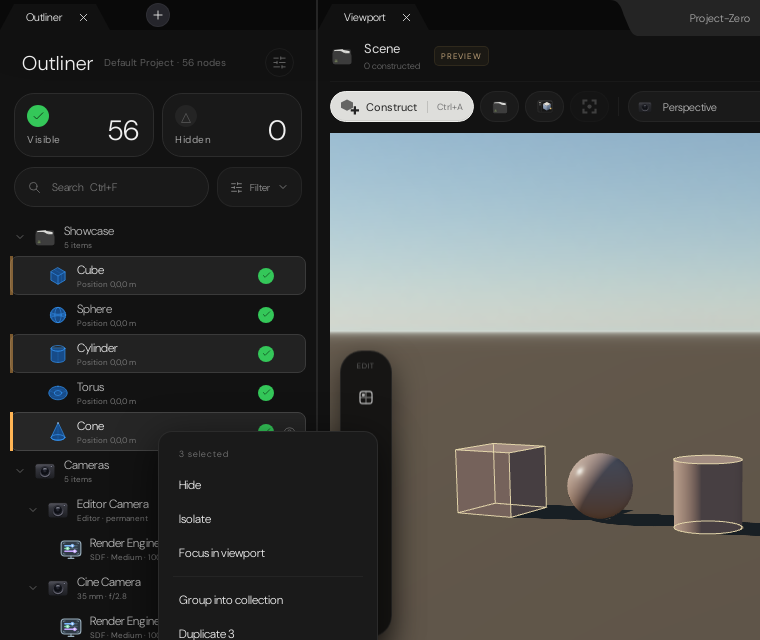 Outliner
Viewport
Project-Zero
Outliner
Default Project · 56 nodes
Scene
0 constructed
PREVIEW
Visible
56
Hidden
0
Construct
Ctrl+A
Perspective
Search Ctrl+F
Filter
Showcase
5 items
Cube
Position 0,0,0 m
Sphere
Position 0,0,0 m
Cylinder
Position 0,0,0 m
Torus
Position 0,0,0 m
Cone
Position 0,0,0 m
EDIT
3 selected
Hide
Isolate
Focus in viewport
Group into collection
Duplicate 3
Cameras
5 items
Editor Camera
Editor · permanent
Render Engine
SDF · Medium · 100
Cine Camera
35 mm · f/2.8
Render Engine
SDF · Medium · 100